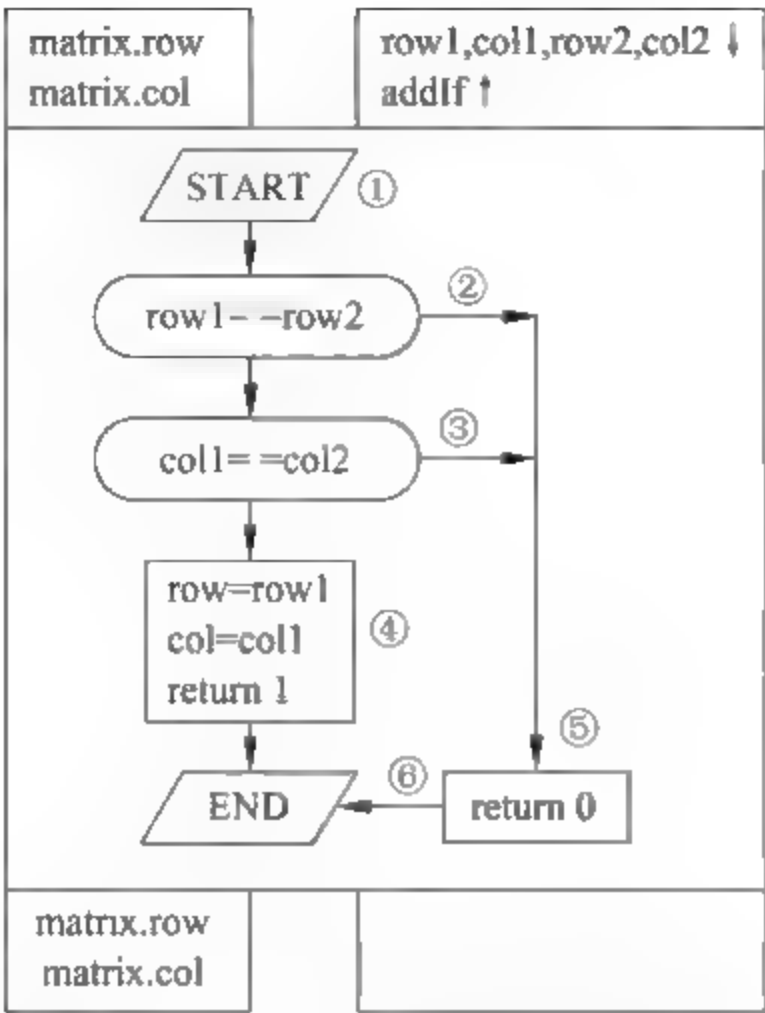 matrix.row
matrix.col
row1,col1,row2,col2 ↓
addIf ↑
START ①
row1--row2 ②
col1= =col2 ③
row=row1
col=col1
return 1
④
⑤
END ⑥ return 0
matrix.row
matrix.col